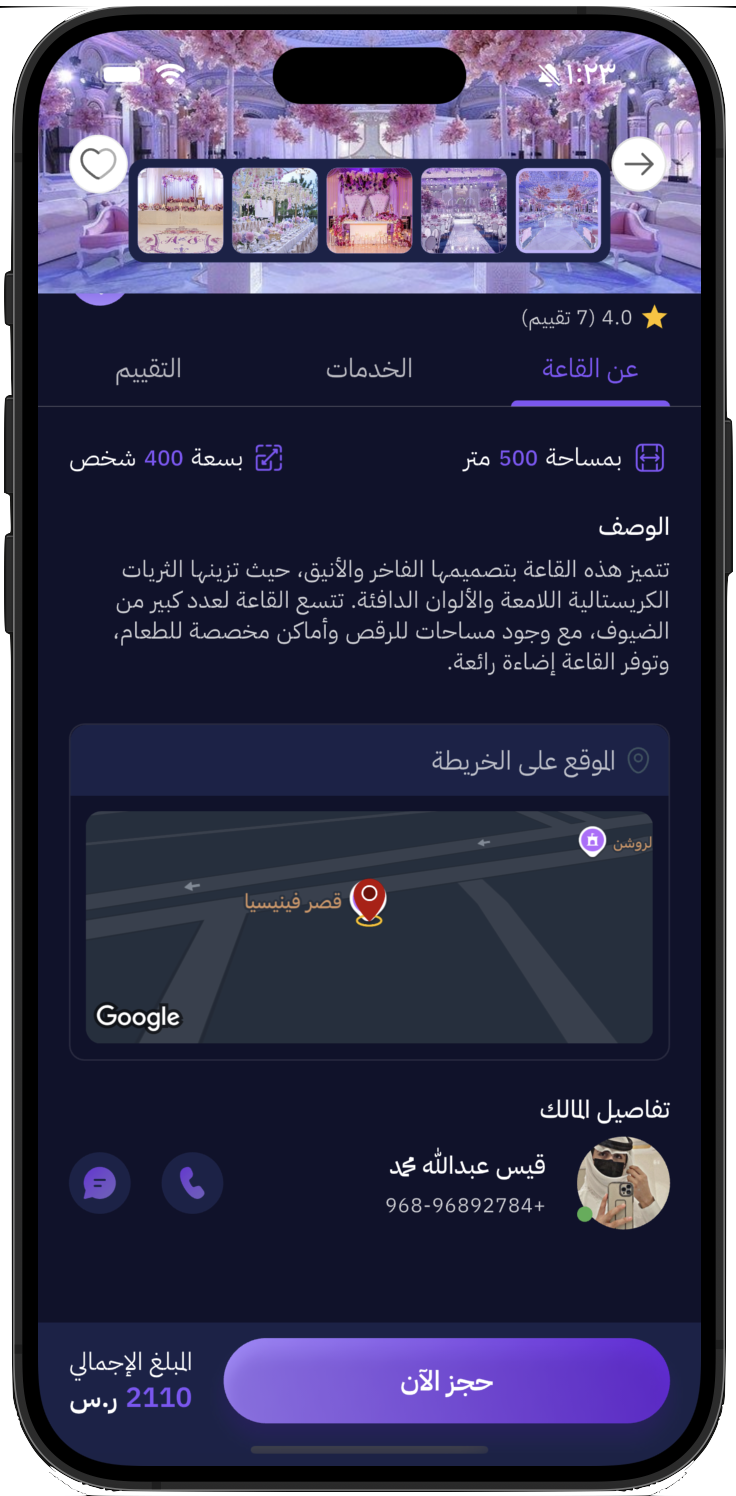 ١:٢٣
4.0 (7 تقييم)
عن القاعة
الخدمات
التقييم
بمساحة 500 متر
بسعة 400 شخص
الوصف
تتميز هذه القاعة بتصميمها الفاخر والأنيق، حيث تزينها الثريات
الكريستالية اللامعة والألوان الدافئة. تتسع القاعة لعدد كبير من
الضيوف، مع وجود مساحات للرقص وأماكن مخصصة للطعام،
وتوفر القاعة إضاءة رائعة.
الموقع على الخريطة
لروشن
قصر فينيسيا
Google
تفاصيل المالك
قيس عبدالله محمد
968-96892784+
حجز الآن
المبلغ الإجمالي
2110 ر.س